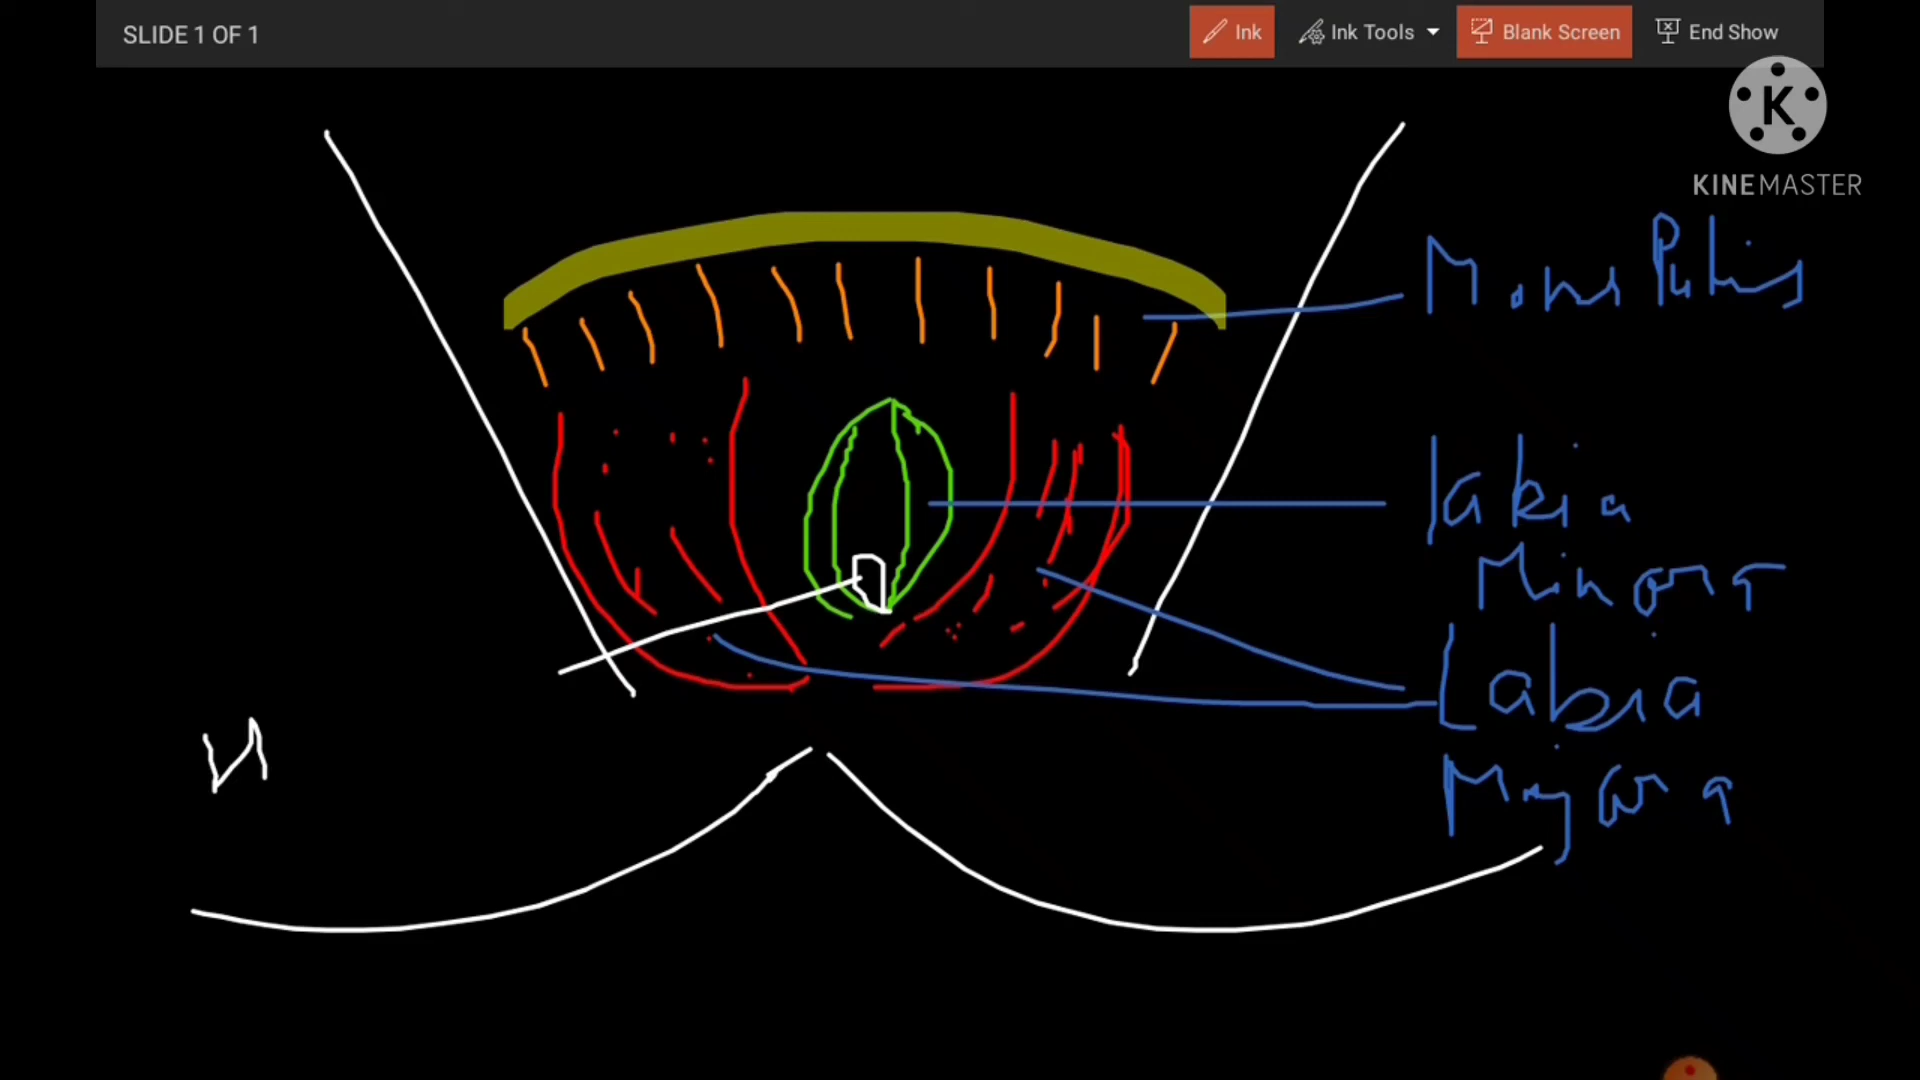 SLIDE 1 OF 1
Ink
Ink Tools
Blank Screen
End Show
K
KINEMASTER
Mons Pubis
labia
Minora
Labia
Majora